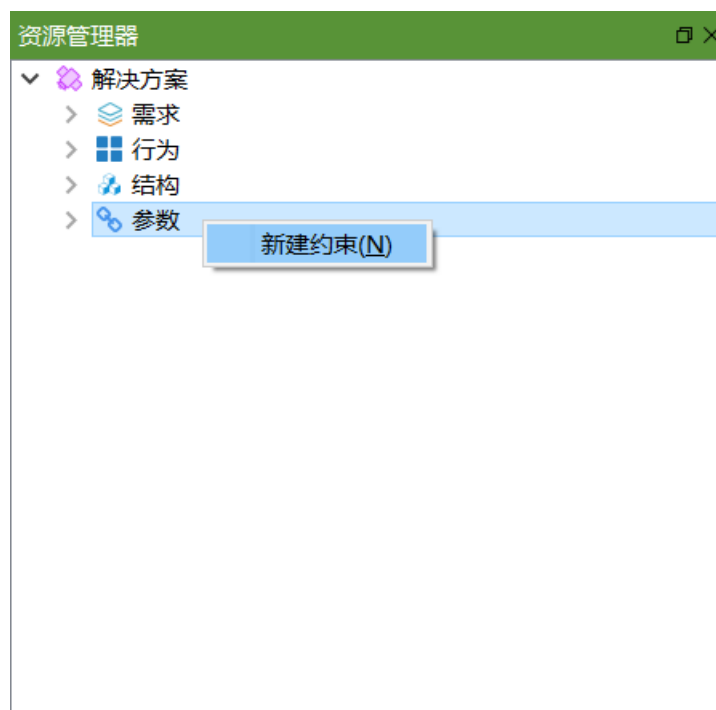 资源管理器
解决方案
需求
行为
结构
参数
新建约束(N)